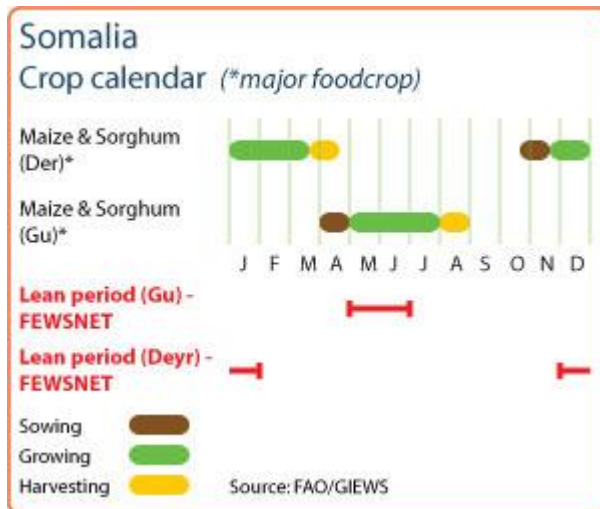 Somalia
Crop calendar (*major foodcrop)
Maize & Sorghum
(Der)*
Maize & Sorghum
(Gu)*
J F M A M J J A S O N D
Lean period (Gu) -
FEWSNET
Lean period (Deyr) -
FEWSNET
Sowing
Growing
Harvesting
Source: FAO/GIEWS